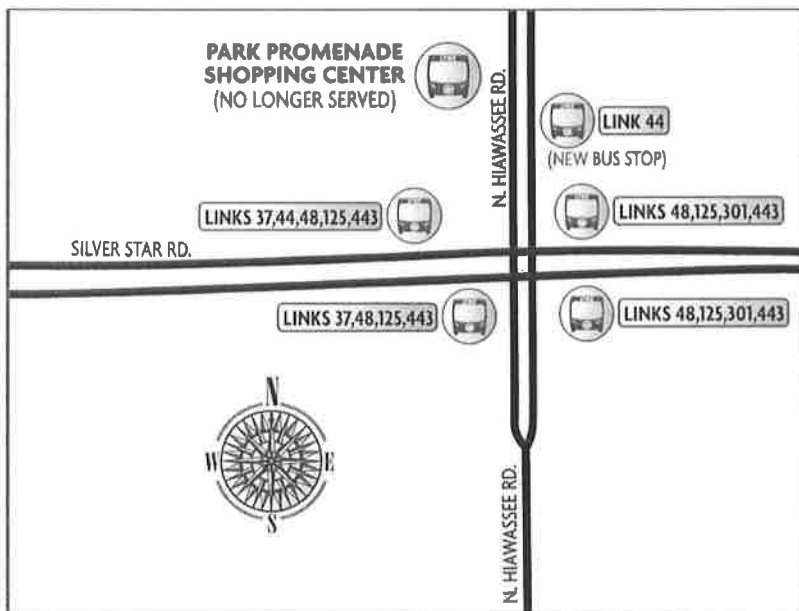 PARK PROMENADE
SHOPPING CENTER
(NO LONGER SERVED)
N. HIAWASSEE RD.
LINK 44
(NEW BUS STOP)
LINKS 37,44,48,125,443
LINKS 48,125,301,443
SILVER STAR RD.
LINKS 37,48,125,443
LINKS 48,125,301,443
N
W
E
S
N. HIAWASSEE RD.